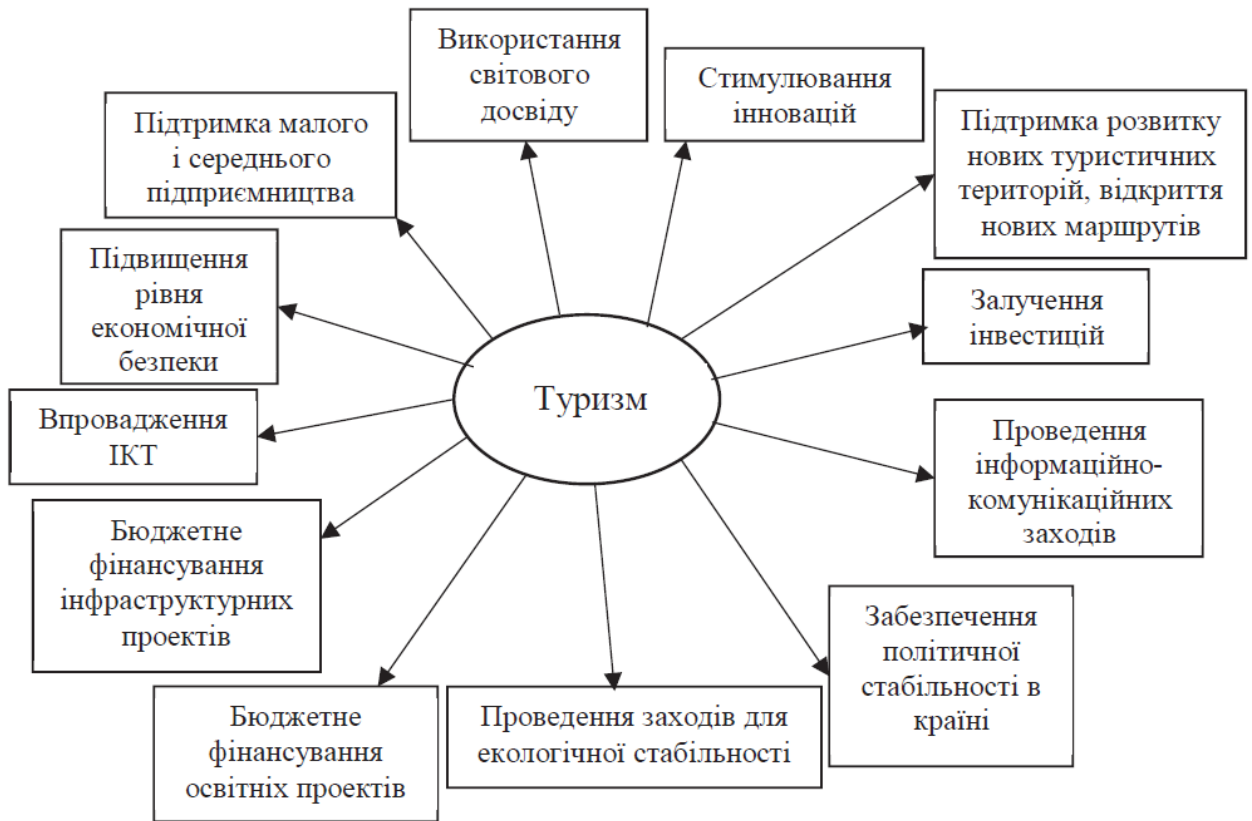 Використання
світового
досвіду
Стимулювання
інновацій
Підтримка розвитку
нових туристичних
територій, відкриття
нових маршрутів
Залучення
інвестицій
Проведення
інформаційно-
комунікаційних
заходів
Забезпечення
політичної
стабільності в
країні
Проведення заходів для
екологічної стабільності
Бюджетне
фінансування
освітніх проектів
Бюджетне
фінансування
інфраструктурних
проектів
Впровадження
ІКТ
Підвищення
рівня
економічної
безпеки
Підтримка малого
і середнього
підприємництва
Туризм